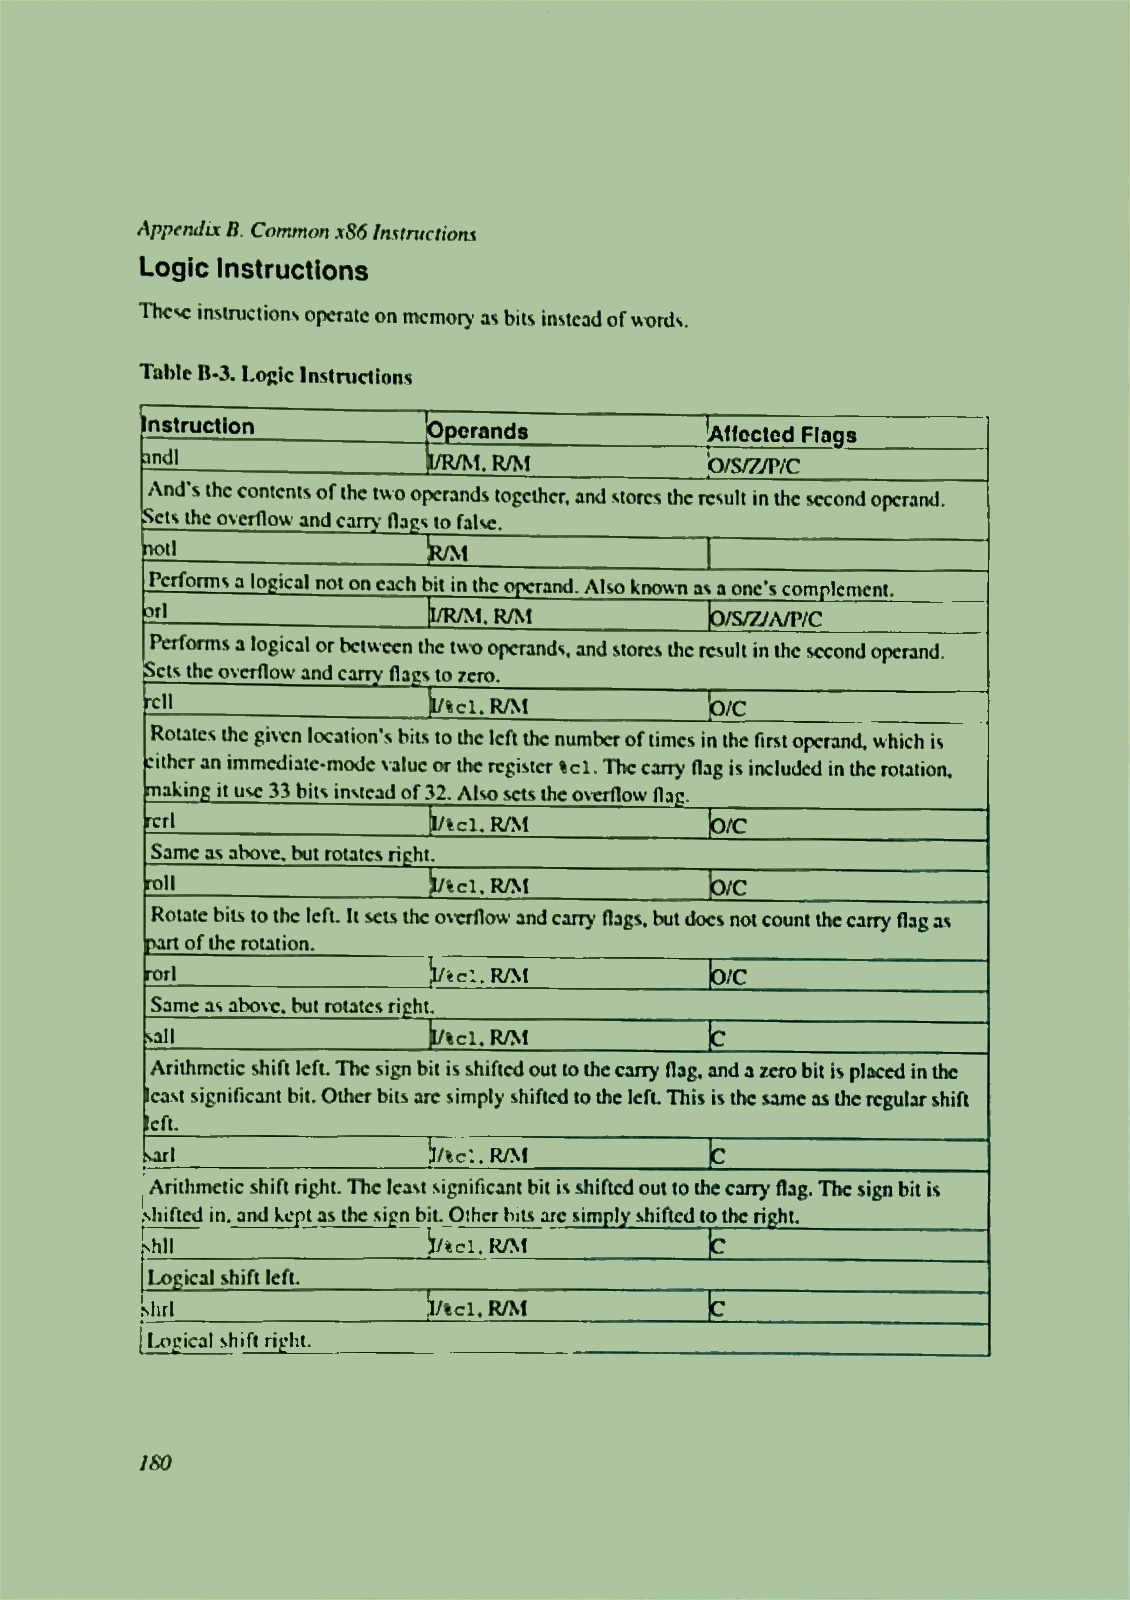 Appendix B. Common x86 Instructions
Logic Instructions
These instructions operate on memory as bits instead of words.
Table B-3. Logic Instructions
Instruction Operands Affected Flags
andl I/R/M, R/M O/S/Z/P/C
And's the contents of the two operands together, and stores the result in the second operand.
Sets the overflow and carry flags to false.
notl R/M
Performs a logical not on each bit in the operand. Also known as a one's complement.
orl I/R/M, R/M O/S/Z/A/P/C
Performs a logical or between the two operands, and stores the result in the second operand.
Sets the overflow and carry flags to zero.
rcll I/%cl, R/M O/C
Rotates the given location's bits to the left the number of times in the first operand, which is
either an immediate-mode value or the register %cl. The carry flag is included in the rotation,
making it use 33 bits instead of 32. Also sets the overflow flag.
rcrl I/%cl, R/M O/C
Same as above, but rotates right.
roll I/%cl, R/M O/C
Rotate bits to the left. It sets the overflow and carry flags, but does not count the carry flag as
part of the rotation.
rorl I/%cl, R/M O/C
Same as above, but rotates right.
sall I/%cl, R/M C
Arithmetic shift left. The sign bit is shifted out to the carry flag, and a zero bit is placed in the
least significant bit. Other bits are simply shifted to the left. This is the same as the regular shift
left.
sarl I/%cl, R/M C
Arithmetic shift right. The least significant bit is shifted out to the carry flag. The sign bit is
shifted in, and kept as the sign bit. Other bits are simply shifted to the right.
shll I/%cl, R/M C
Logical shift left.
shrl I/%cl, R/M C
Logical shift right.
180